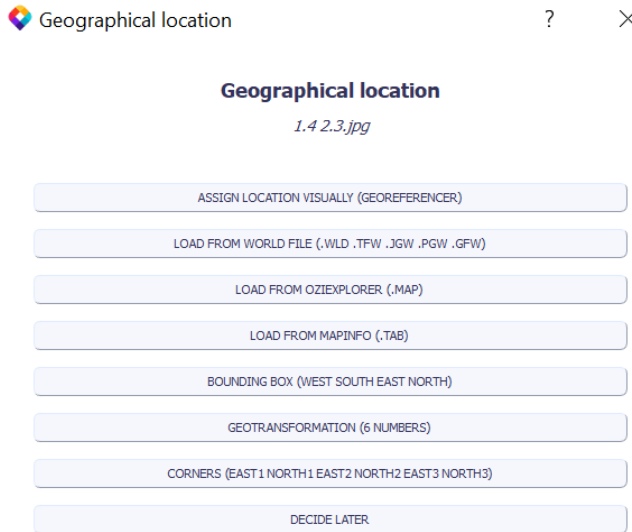 Geographical location
?
Geographical location
1.4 2.3.jpg
ASSIGN LOCATION VISUALLY (GEOREFERENCER)
LOAD FROM WORLD FILE (.WLD .TFW .JGW .PGW .GFW)
LOAD FROM OZIEXPLORER (.MAP)
LOAD FROM MAPINFO (.TAB)
BOUNDING BOX (WEST SOUTH EAST NORTH)
GEOTRANSFORMATION (6 NUMBERS)
CORNERS (EAST1 NORTH1 EAST2 NORTH2 EAST3 NORTH3)
DECIDE LATER